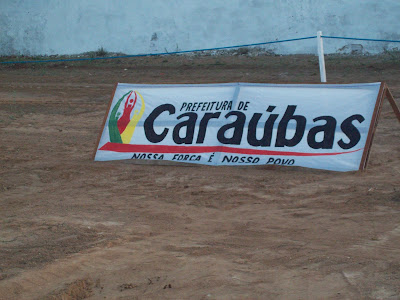 PREFEITURA DE
Caraúbas
NOSSA FORÇA É NOSSO POVO